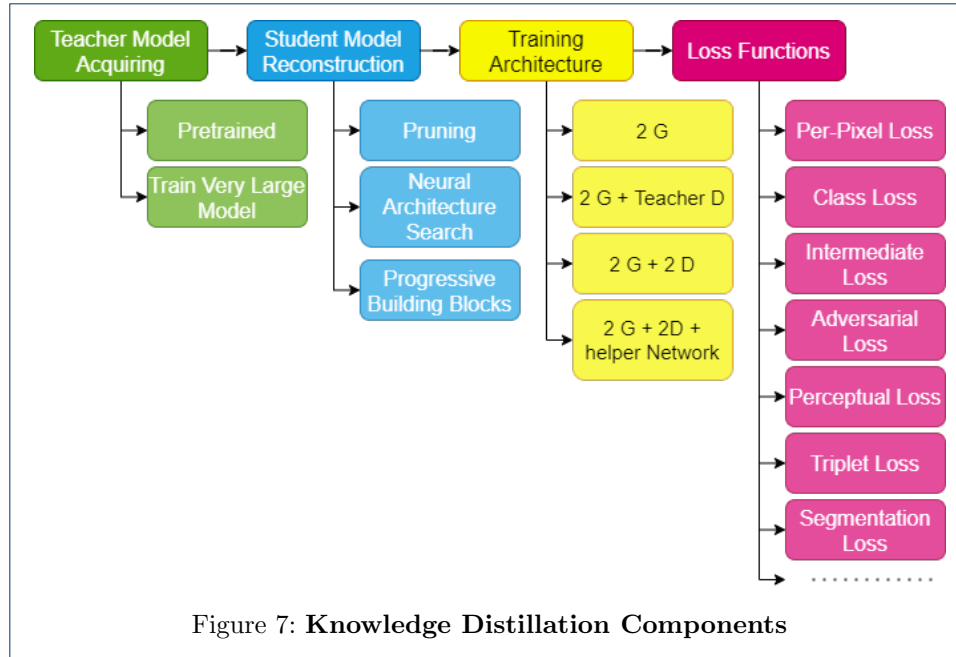 Teacher Model
Acquiring
Student Model
Reconstruction
Training
Architecture
Loss Functions
Pretrained
Train Very Large
Model
Pruning
Neural
Architecture
Search
Progressive
Building Blocks
2 G
2 G + Teacher D
2 G + 2 D
2 G + 2D +
helper Network
Per-Pixel Loss
Class Loss
Intermediate
Loss
Adversarial
Loss
Perceptual Loss
Triplet Loss
Segmentation
Loss
............
Figure 7: Knowledge Distillation Components